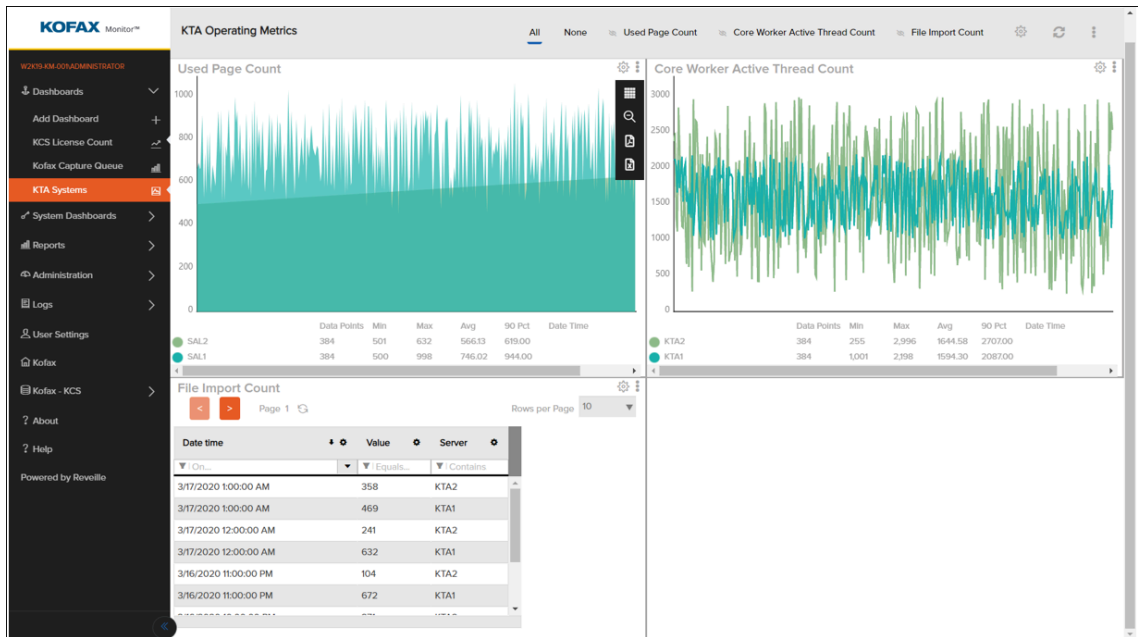 KOFAX Monitor™
W2K19-KM-001\ADMINISTRATOR
Dashboards
Add Dashboard
KCS License Count
Kofax Capture Queue
KTA Systems
System Dashboards
Reports
Administration
Logs
User Settings
Kofax
Kofax - KCS
? About
? Help
Powered by Reveille
KTA Operating Metrics
All None Used Page Count Core Worker Active Thread Count File Import Count
Used Page Count
1000
800
600
400
200
0
Data Points Min Max Avg 90 Pct Date Time
SAL2 384 501 632 566.13 619.00
SAL1 384 500 998 746.02 944.00
Core Worker Active Thread Count
3000
2500
2000
1500
1000
500
0
Data Points Min Max Avg 90 Pct Date Time
KTA2 384 255 2,996 1644.58 2707.00
KTA1 384 1,001 2,198 1594.30 2087.00
File Import Count
< > Page 1 Rows per Page 10
Date time Value Server
On... Equals... Contains
3/17/2020 1:00:00 AM 358 KTA2
3/17/2020 1:00:00 AM 469 KTA1
3/17/2020 12:00:00 AM 241 KTA2
3/17/2020 12:00:00 AM 632 KTA1
3/16/2020 11:00:00 PM 104 KTA2
3/16/2020 11:00:00 PM 672 KTA1